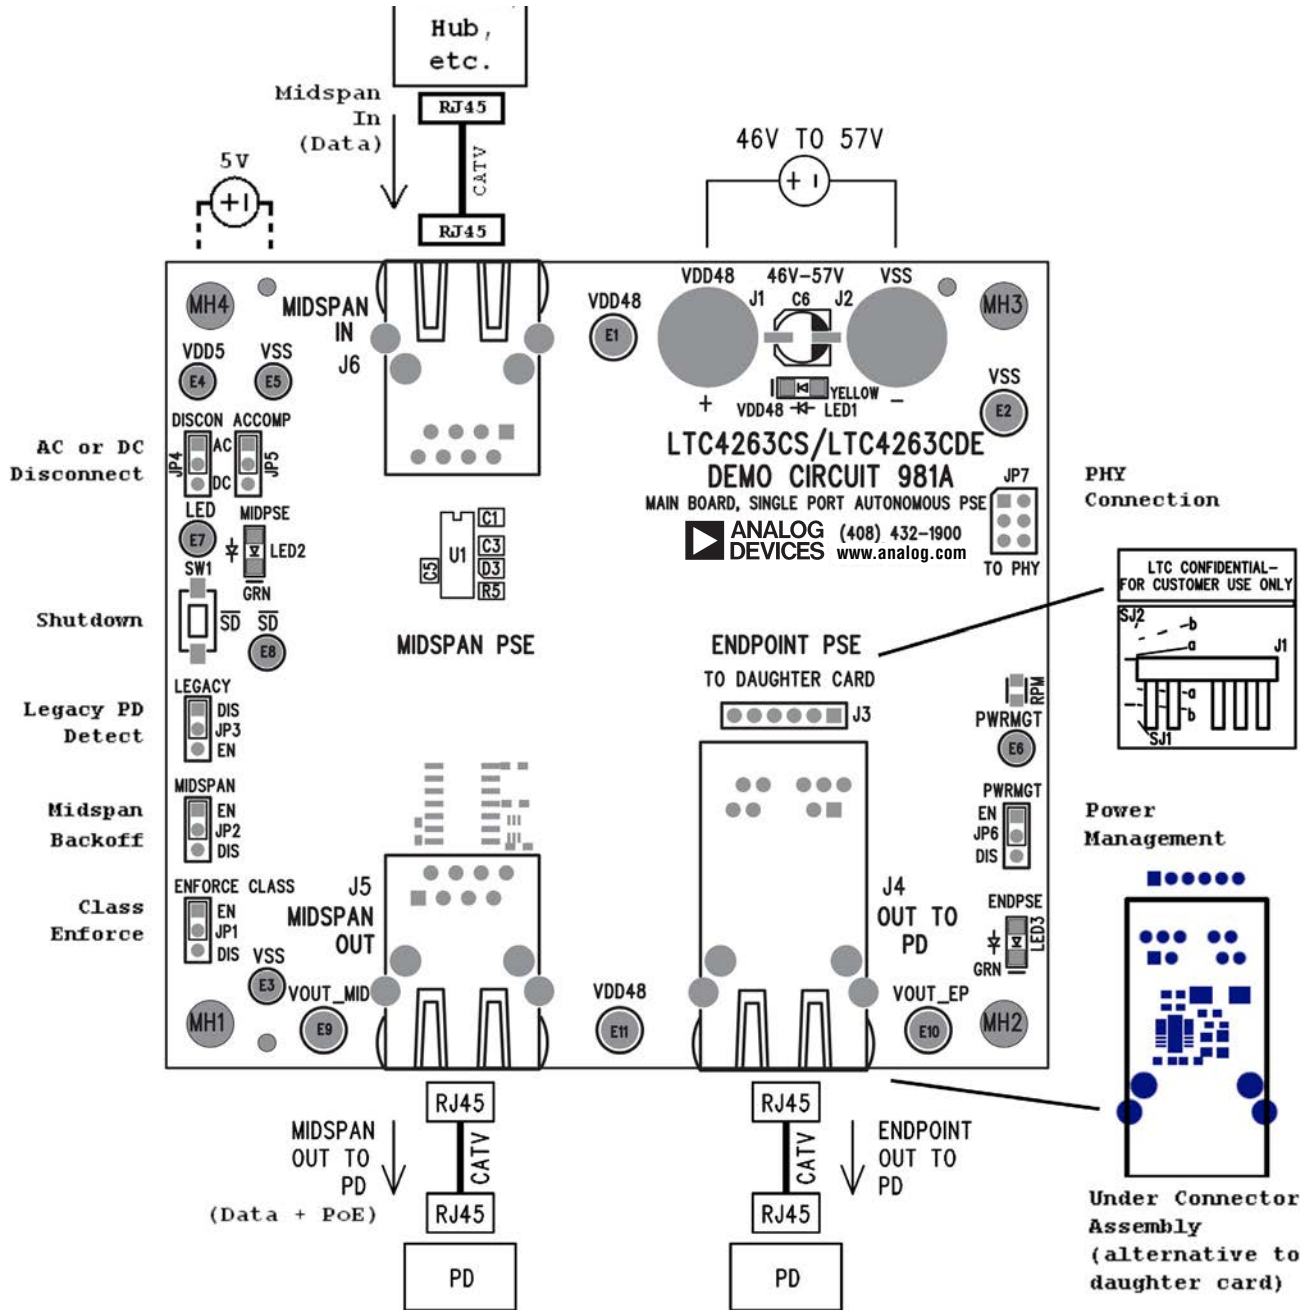 Hub,
etc.
Midspan
In
(Data)
RJ45
CATV
RJ45
5V
46V TO 57V
MH4
MIDSPAN
IN
J6
VDD48
E1
VDD48
46V-57V
VSS
J1
C6
J2
MH3
VDD5
E4
VSS
E5
YELLOW
VDD48
LED1
+
-
VSS
E2
AC or DC
Disconnect
DISCON
ACCOMP
JP4
AC
DC
JP5
LTC4263CS/LTC4263CDE
DEMO CIRCUIT 981A
MAIN BOARD, SINGLE PORT AUTONOMOUS PSE
ANALOG
DEVICES
(408) 432-1900
www.analog.com
JP7
TO PHY
PHY
Connection
LED
E7
MIDPSE
LED2
GRN
U1
C1
C3
D3
R5
C5
LTC CONFIDENTIAL-
FOR CUSTOMER USE ONLY
SJ2
b
a
J1
a
b
SJ1
Shutdown
SW1
SD
SD
E8
MIDSPAN PSE
ENDPOINT PSE
TO DAUGHTER CARD
J3
Legacy PD
Detect
LEGACY
DIS
JP3
EN
RPM
PWRMGT
E6
Midspan
Backoff
MIDSPAN
EN
JP2
DIS
PWRMGT
EN
JP6
DIS
Power
Management
Class
Enforce
ENFORCE CLASS
EN
JP1
DIS
J5
MIDSPAN
OUT
J4
OUT TO
PD
ENDPSE
LED3
GRN
VSS
E3
MH1
VOUT_MID
E9
VDD48
E11
VOUT_EP
E10
MH2
RJ45
MIDSPAN
OUT TO
PD
(Data + PoE)
CATV
RJ45
PD
RJ45
CATV
ENDPOINT
OUT TO
PD
RJ45
PD
Under Connector
Assembly
(alternative to
daughter card)